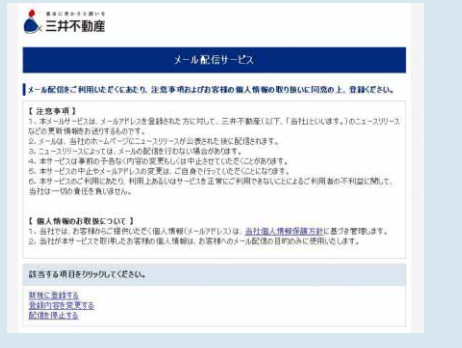 都市に豊かさと潤いを
三井不動産
メール配信サービス
メール配信をご利用いただくにあたり、注意事項およびお客様の個人情報の取り扱いに同意の上、登録ください。
【 注意事項 】
1. 本メールサービスは、メールアドレスを登録された方に対して、三井不動産(以下、「当社」といいます。)のニュースリリース
などの更新情報をお送りするものです。
2. メールは、当社のホームページにニュースリリースが公表された後に配信されます。
3. ニュースリリースによっては、メールの配信を行わない場合があります。
4. 本サービスは事前の予告なく内容の変更もしくは中止させていただくことがあります。
5. 本サービスの中止やメールアドレスの変更は、ご自身で行っていただくことになります。
6. 本サービスのご利用にあたり、利用上あるいはサービスを正常にご利用できないことによるご利用者の不利益に関して、
当社は一切の責任を負いません。
【 個人情報のお取扱について 】
1. 当社では、お客様からご提供いただく個人情報(メールアドレス)は、当社個人情報保護方針に基づき管理します。
2. 当社が本サービスで取得したお客様の個人情報は、お客様へのメール配信の目的のみに使用いたします。
該当する項目をクリックしてください。
新規に登録する
登録内容を変更する
配信を停止する